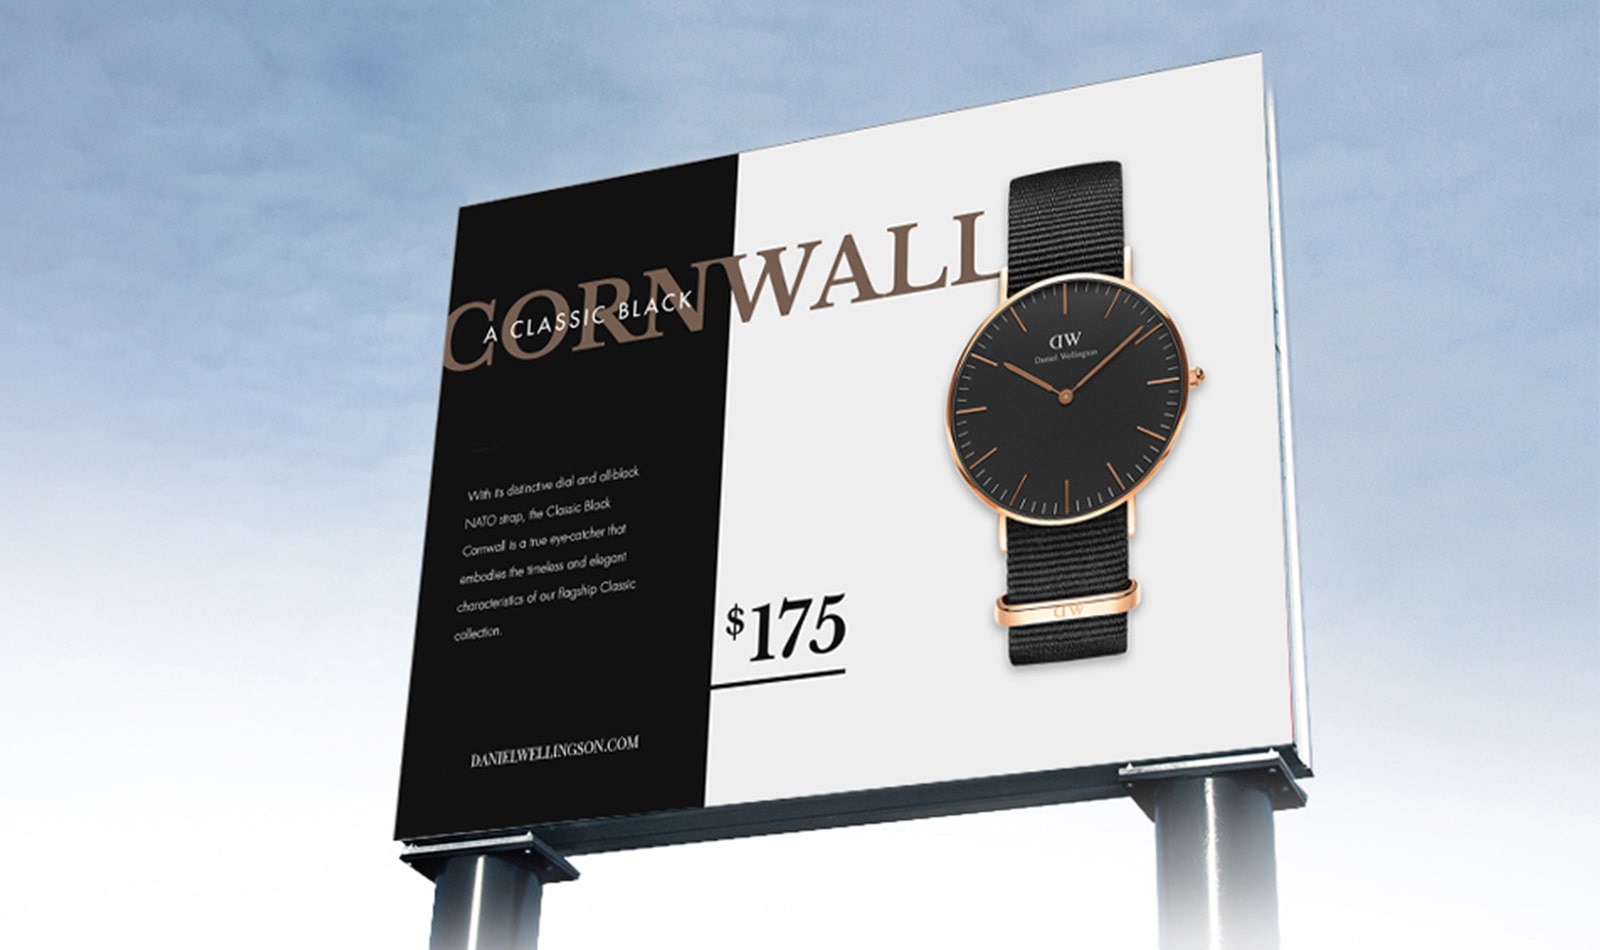 CORNWALL
A CLASSIC BLACK
With its distinctive dial and all-black
NATO strap, the Classic Black
Cornwall is a true eye-catcher that
embodies the timeless and elegant
characteristics of our flagship Classic
collection.
$175
DANIELWELLINGSON.COM
DW
Daniel Wellington
DW